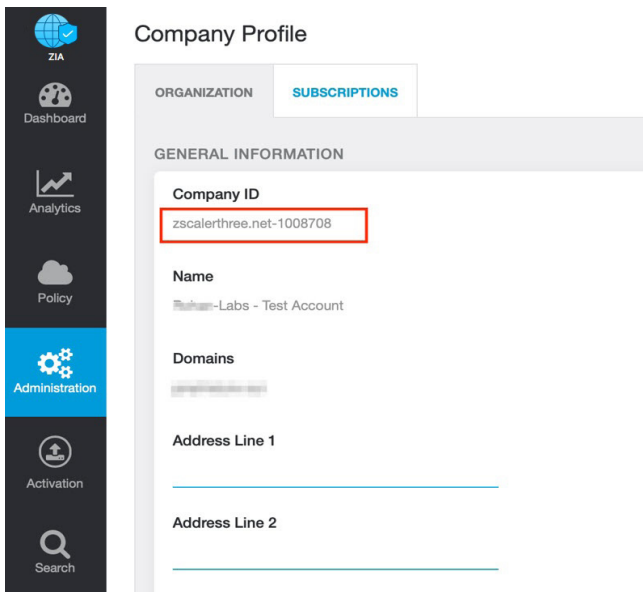 ZIA
Dashboard
Analytics
Policy
Administration
Activation
Search
Company Profile
ORGANIZATION
SUBSCRIPTIONS
GENERAL INFORMATION
Company ID
zscalerthree.net-1008708
Name
-Labs - Test Account
Domains
Address Line 1
Address Line 2